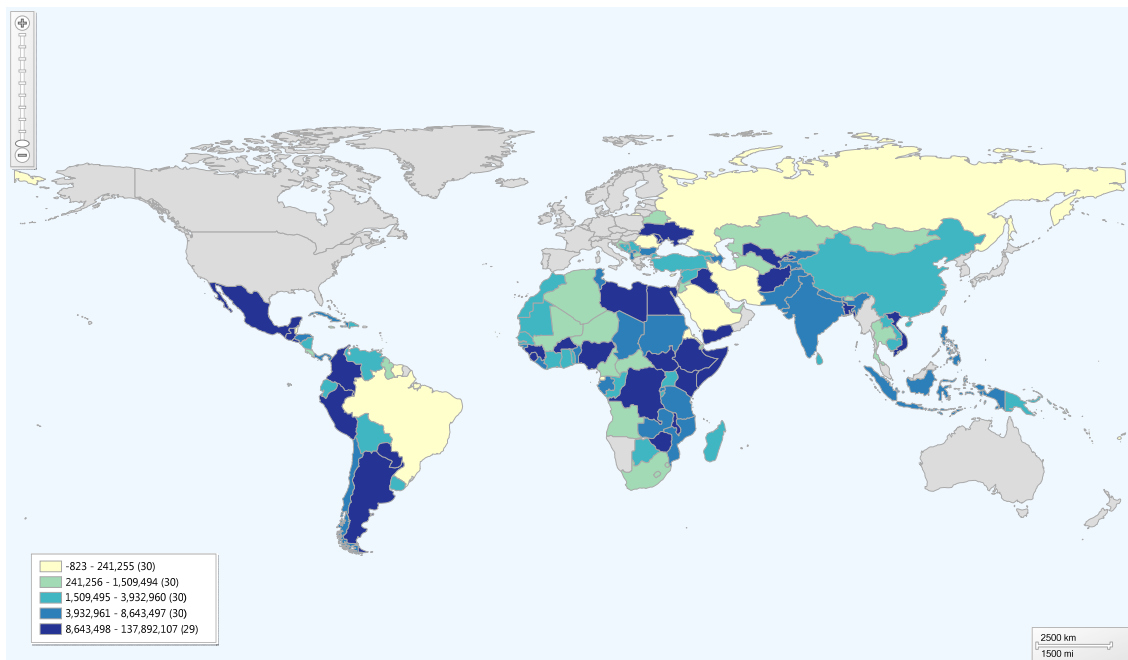 -823 - 241,255 (30)
241,256 - 1,509,494 (30)
1,509,495 - 3,932,960 (30)
3,932,961 - 8,643,497 (30)
8,643,498 - 137,892,107 (29)
2500 km
1500 mi